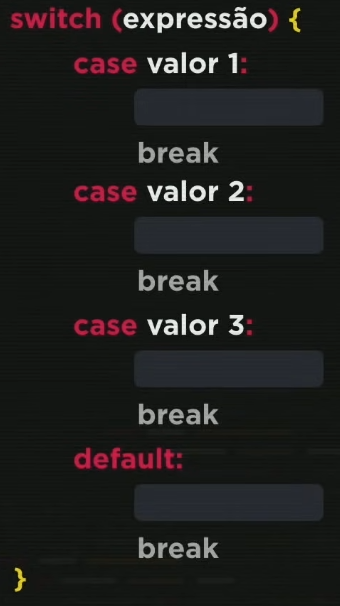 switch (expressão) {
case valor 1:
break
case valor 2:
break
case valor 3:
break
default:
break
}